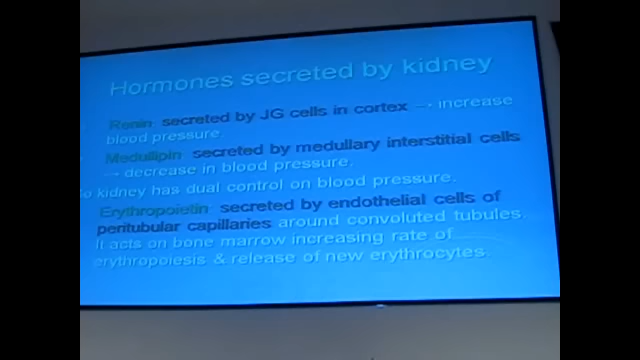 Hormones secreted by kidney
Renin secreted by JG cells in cortex → increase
blood pressure.
Medullipin secreted by medullary interstitial cells
→ decrease in blood pressure.
So kidney has dual control on blood pressure.
Erythropoietin secreted by endothelial cells of
peritubular capillaries around convoluted tubules.
It acts on bone marrow increasing rate of
erythropoiesis & release of new erythrocytes.